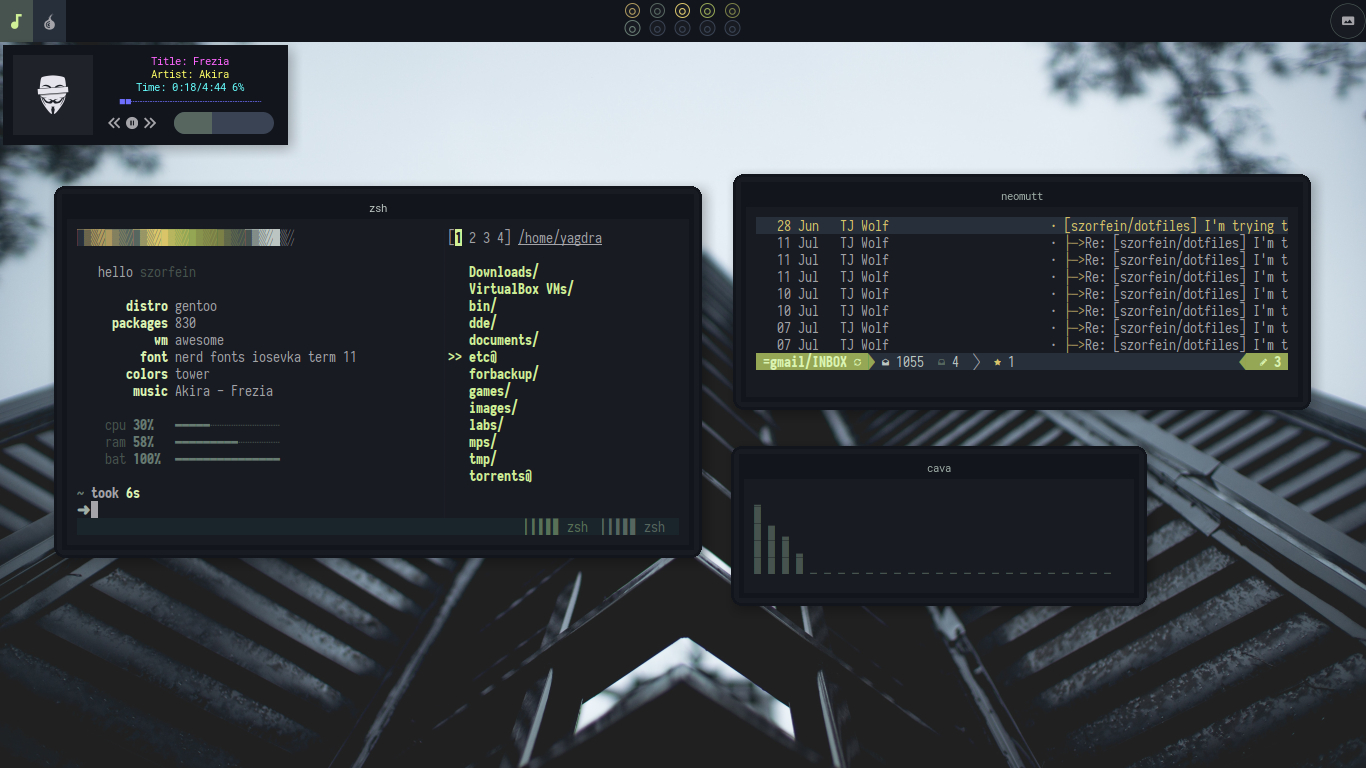 Title: Frezia
Artist: Akira
Time: 0:18/4:44 6%
zsh
hello szorfein
distro gentoo
packages 830
wm awesome
font nerd fonts iosevka term 11
colors tower
music Akira - Frezia
cpu 30%
ram 58%
bat 100%
~ took 6s
➜
[1 2 3 4] /home/yagdra
Downloads/
VirtualBox VMs/
bin/
dde/
documents/
>> etc@
forbackup/
games/
images/
labs/
mps/
tmp/
torrents@
zsh zsh
neomutt
28 Jun TJ Wolf · [szorfein/dotfiles] I'm trying t
11 Jul TJ Wolf · ├─>Re: [szorfein/dotfiles] I'm t
11 Jul TJ Wolf · ├─>Re: [szorfein/dotfiles] I'm t
11 Jul TJ Wolf · ├─>Re: [szorfein/dotfiles] I'm t
10 Jul TJ Wolf · ├─>Re: [szorfein/dotfiles] I'm t
10 Jul TJ Wolf · ├─>Re: [szorfein/dotfiles] I'm t
07 Jul TJ Wolf · ├─>Re: [szorfein/dotfiles] I'm t
07 Jul TJ Wolf · ├─>Re: [szorfein/dotfiles] I'm t
=gmail/INBOX 1055 4 1 3
cava